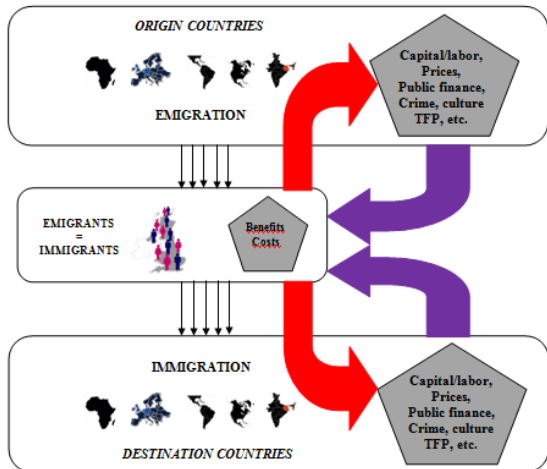 ORIGIN COUNTRIES
EMIGRATION
Capital/labor,
Prices,
Public finance,
Crime, culture
TFP, etc.
EMIGRANTS
=
IMMIGRANTS
Benefits
Costs
IMMIGRATION
DESTINATION COUNTRIES
Capital/labor,
Prices,
Public finance,
Crime, culture
TFP, etc.